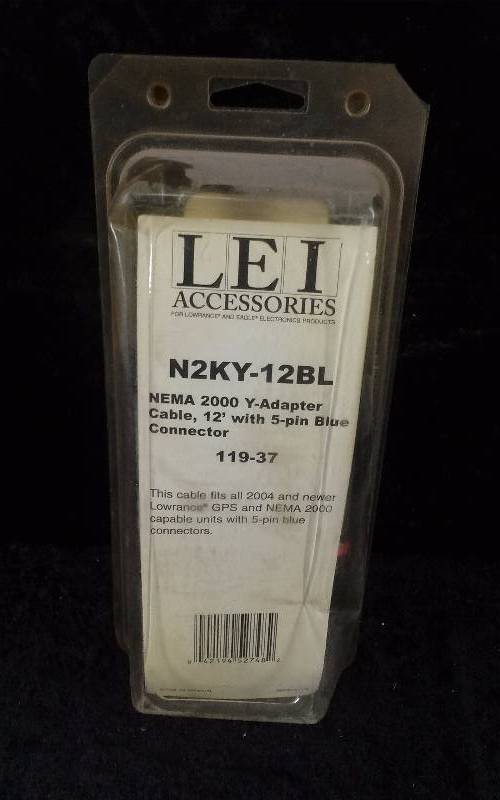 LEI
ACCESSORIES
FOR LOWRANCE® AND EAGLE® ELECTRONICS PRODUCTS
N2KY-12BL
NEMA 2000 Y-Adapter
Cable, 12' with 5-pin Blue
Connector
119-37
This cable fits all 2004 and newer
Lowrance® GPS and NEMA 2000
capable units with 5-pin blue
connectors.